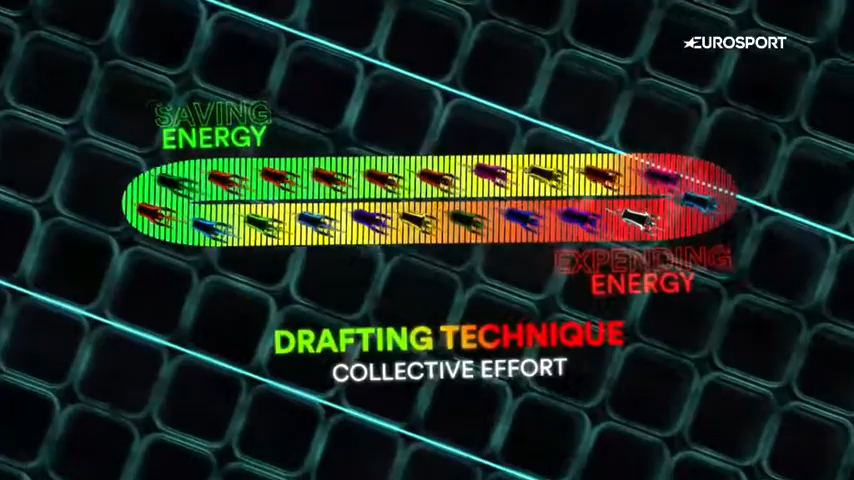 EUROSPORT
SAVING
ENERGY
EXPENDING
ENERGY
DRAFTING TECHNIQUE
COLLECTIVE EFFORT